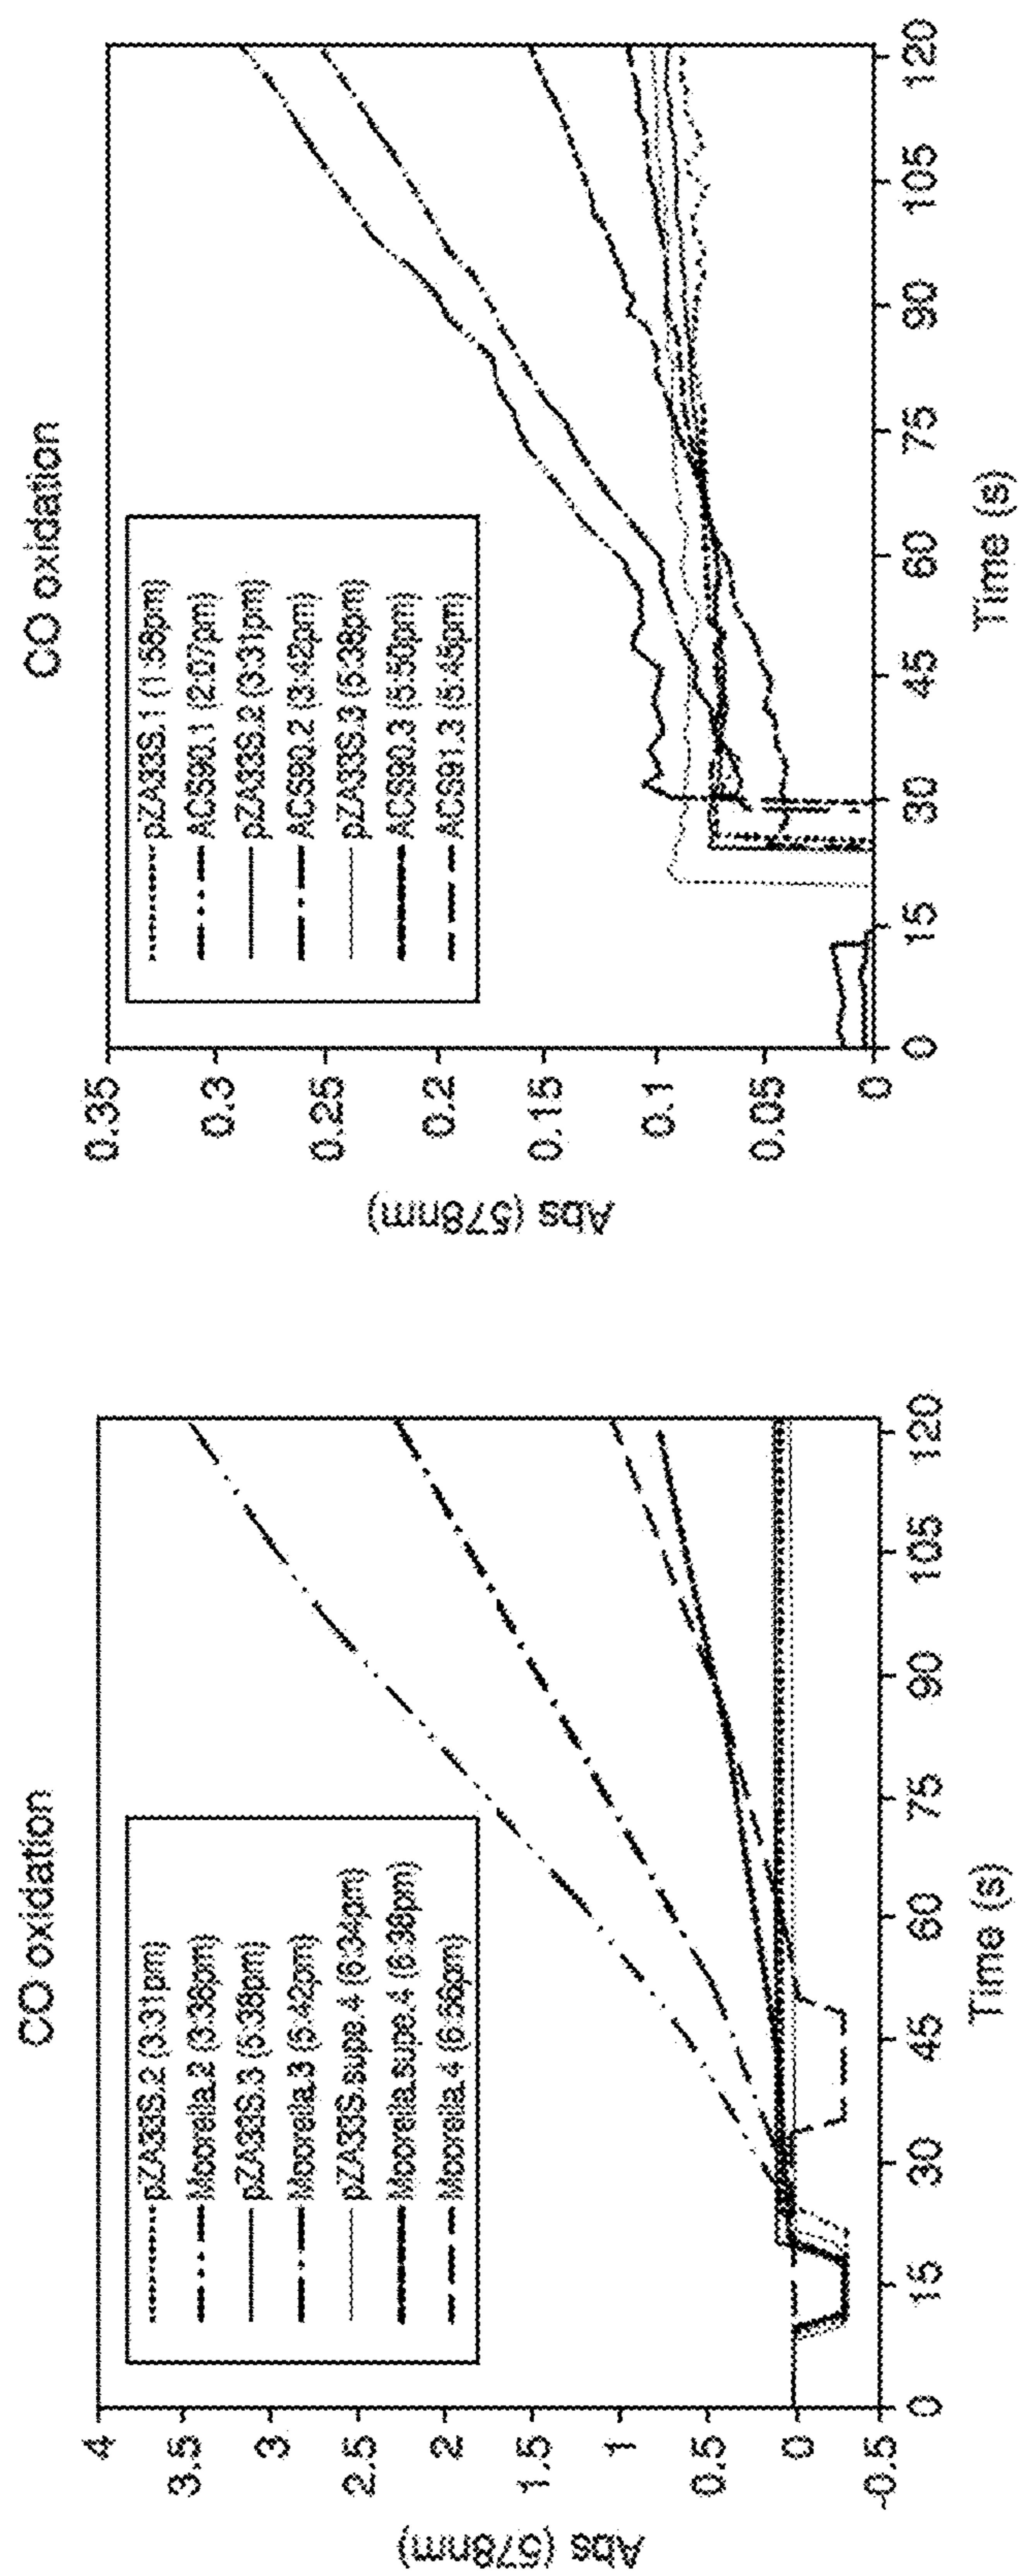 CO oxidation
Abs (578nm)
4
3.5
3
2.5
2
1.5
1
0.5
0
-0.5
pZA33S.2 (3:31pm)
Moorella.2 (3:36pm)
pZA33S.3 (5:38pm)
Moorella.3 (5:42pm)
pZA33S.supe.4 (6:34pm)
Moorella.supe.4 (6:38pm)
Moorella.4 (6:56pm)
0 15 30 45 60 75 90 105 120
Time (s)
CO oxidation
Abs (578nm)
0.35
0.3
0.25
0.2
0.15
0.1
0.05
0
pZA33S.1 (1:58pm)
ACS90.1 (2:07pm)
pZA33S.2 (3:31pm)
ACS90.2 (3:42pm)
pZA33S.3 (5:38pm)
ACS90.3 (5:50pm)
ACS91.3 (5:45pm)
0 15 30 45 60 75 90 105 120
Time (s)